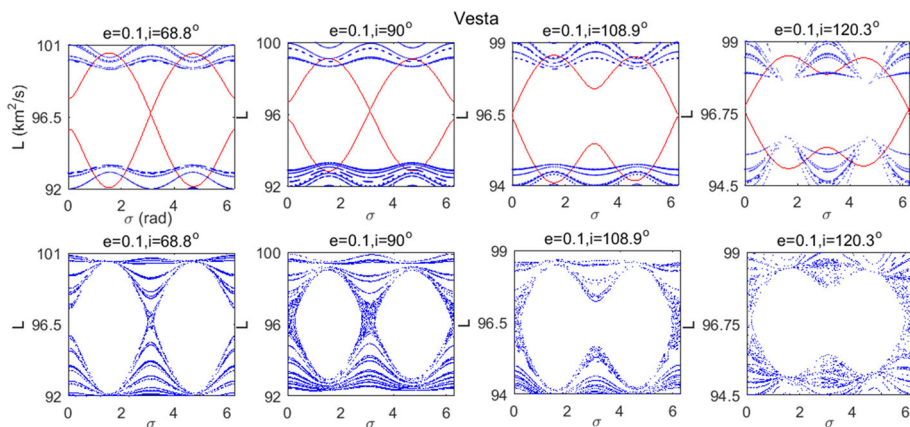 Vesta
e=0.1,i=68.8° e=0.1,i=90° e=0.1,i=108.9° e=0.1,i=120.3°
101 100 99 99
L (km²/s) 96.5 L 96 L 96.5 L 96.75
92 92 94 94.5
0 2 4 6 0 2 4 6 0 2 4 6 0 2 4 6
σ (rad) σ σ σ
e=0.1,i=68.8° e=0.1,i=90° e=0.1,i=108.9° e=0.1,i=120.3°
101 100 99 99
L 96.5 L 96 L 96.5 L 96.75
92 92 94 94.5
0 2 4 6 0 2 4 6 0 2 4 6 0 2 4 6
σ σ σ σ